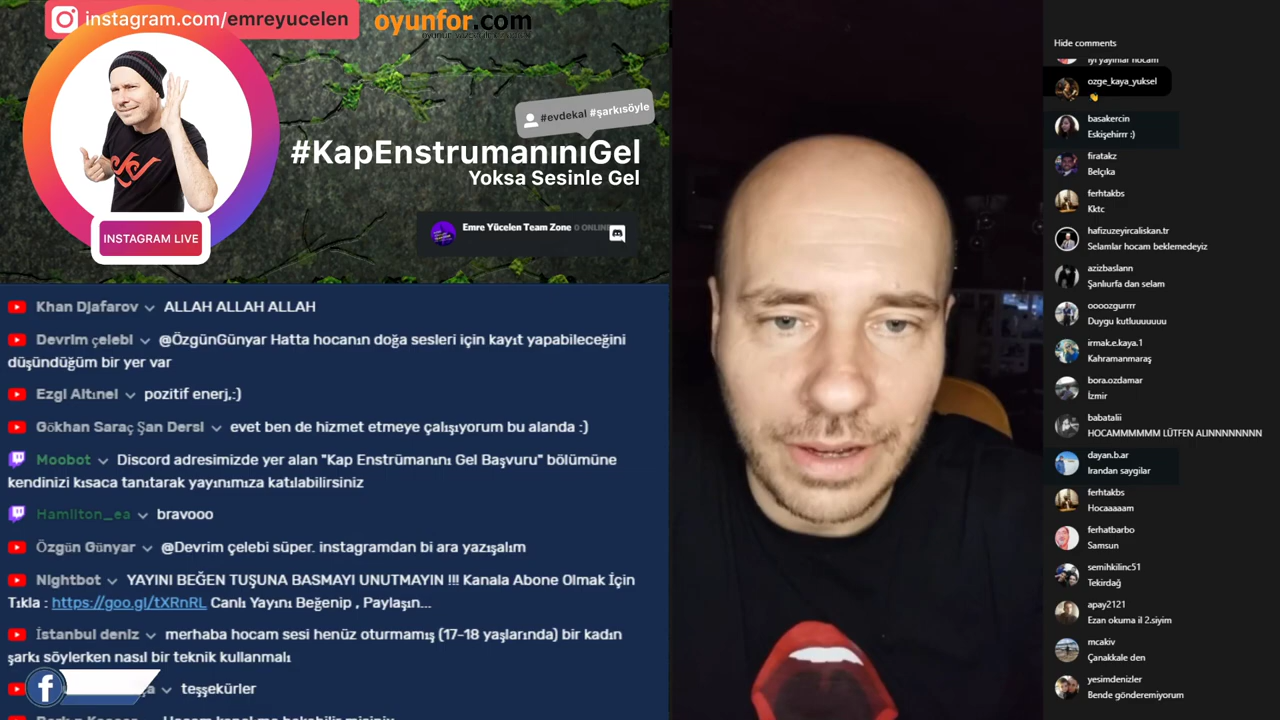 instagram.com/emreyucelen
oyunfor.com
#evdekal #şarkısöyle
#KapEnstrumanınıGel
Yoksa Sesinle Gel
INSTAGRAM LIVE
Emre Yücelen Team Zone 0 ONLINE
Khan Djafarov ALLAH ALLAH ALLAH
Devrim çelebi @ÖzgünGünyar Hatta hocanın doğa sesleri için kayıt yapabileceğini
düşündüğüm bir yer var
Ezgi Altınel pozitif enerj,:)
Gökhan Saraç Şan Dersi evet ben de hizmet etmeye çalışıyorum bu alanda :)
Moobot Discord adresimizde yer alan "Kap Enstrümanını Gel Başvuru" bölümüne
kendinizi kısaca tanıtarak yayınımıza katılabilirsiniz
Hamilton_ea bravooo
Özgün Günyar @Devrim çelebi süper. instagramdan bi ara yazışalım
Nightbot YAYINI BEĞEN TUŞUNA BASMAYI UNUTMAYIN !!! Kanala Abone Olmak İçin
Tıkla : https://goo.gl/tXRnRL Canlı Yayını Beğenip , Paylaşın...
İstanbul deniz merhaba hocam sesi henüz oturmamış (17-18 yaşlarında) bir kadın
şarkı söylerken nasıl bir teknik kullanmalı
teşşekürler
Hide comments
iyi yayınlar hocam
ozge_kaya_yuksel
basakercin
Eskişehirrr :)
firatakz
Belçıka
ferhtakbs
Kktc
hafizuzeyircaliskan.tr
Selamlar hocam beklemedeyiz
azizbaslann
Şanlıurfa dan selam
oooozgurrrr
Duygu kutluuuuuuu
irmak.e.kaya.1
Kahramanmaraş
bora.ozdamar
İzmir
babatalii
HOCAMMMMMM LÜTFEN ALINNNNNNNN
dayan.b.ar
Irandan saygilar
ferhtakbs
Hocaaaaam
ferhatbarbo
Samsun
semihkilinc51
Tekirdağ
apay2121
Ezan okuma il 2.siyim
mcakiv
Çanakkale den
yesimdenizler
Bende gönderemiyorum